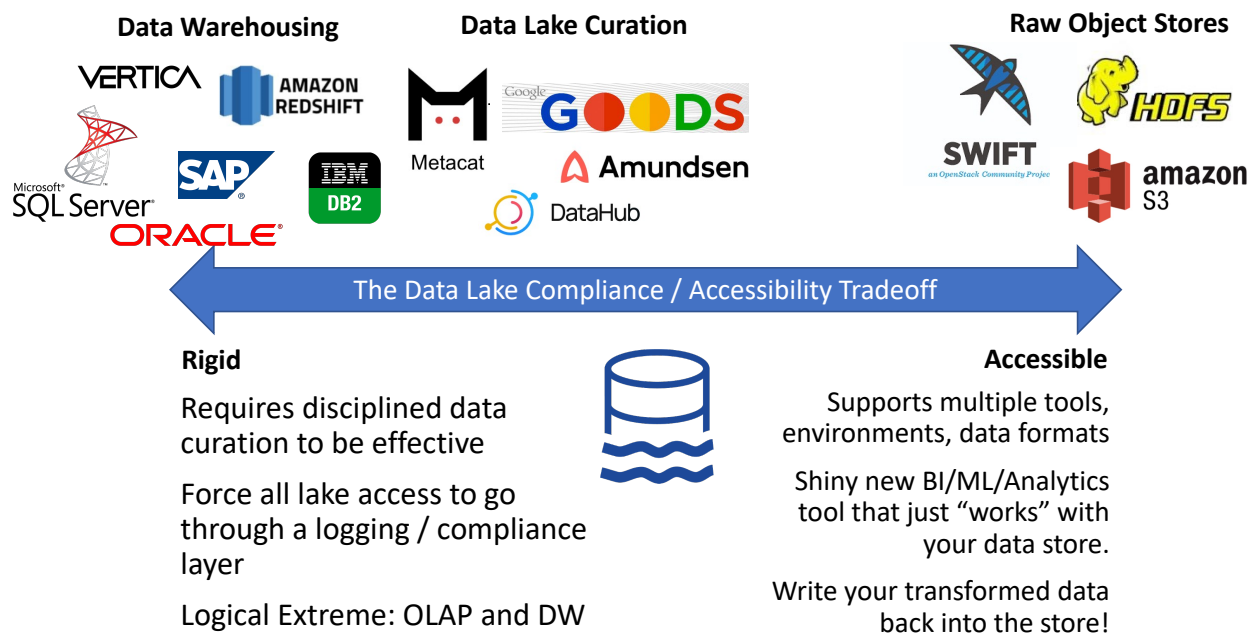 Data Warehousing
Data Lake Curation
Raw Object Stores
VERTICA
AMAZON
REDSHIFT
Microsoft®
SQL Server®
SAP®
IBM
DB2
ORACLE®
Metacat
Google
GOODS
Amundsen
DataHub
SWIFT
an OpenStack Community Projec
HDFS
amazon
S3
The Data Lake Compliance / Accessibility Tradeoff
Rigid
Requires disciplined data
curation to be effective
Force all lake access to go
through a logging / compliance
layer
Logical Extreme: OLAP and DW
Accessible
Supports multiple tools,
environments, data formats
Shiny new BI/ML/Analytics
tool that just “works” with
your data store.
Write your transformed data
back into the store!